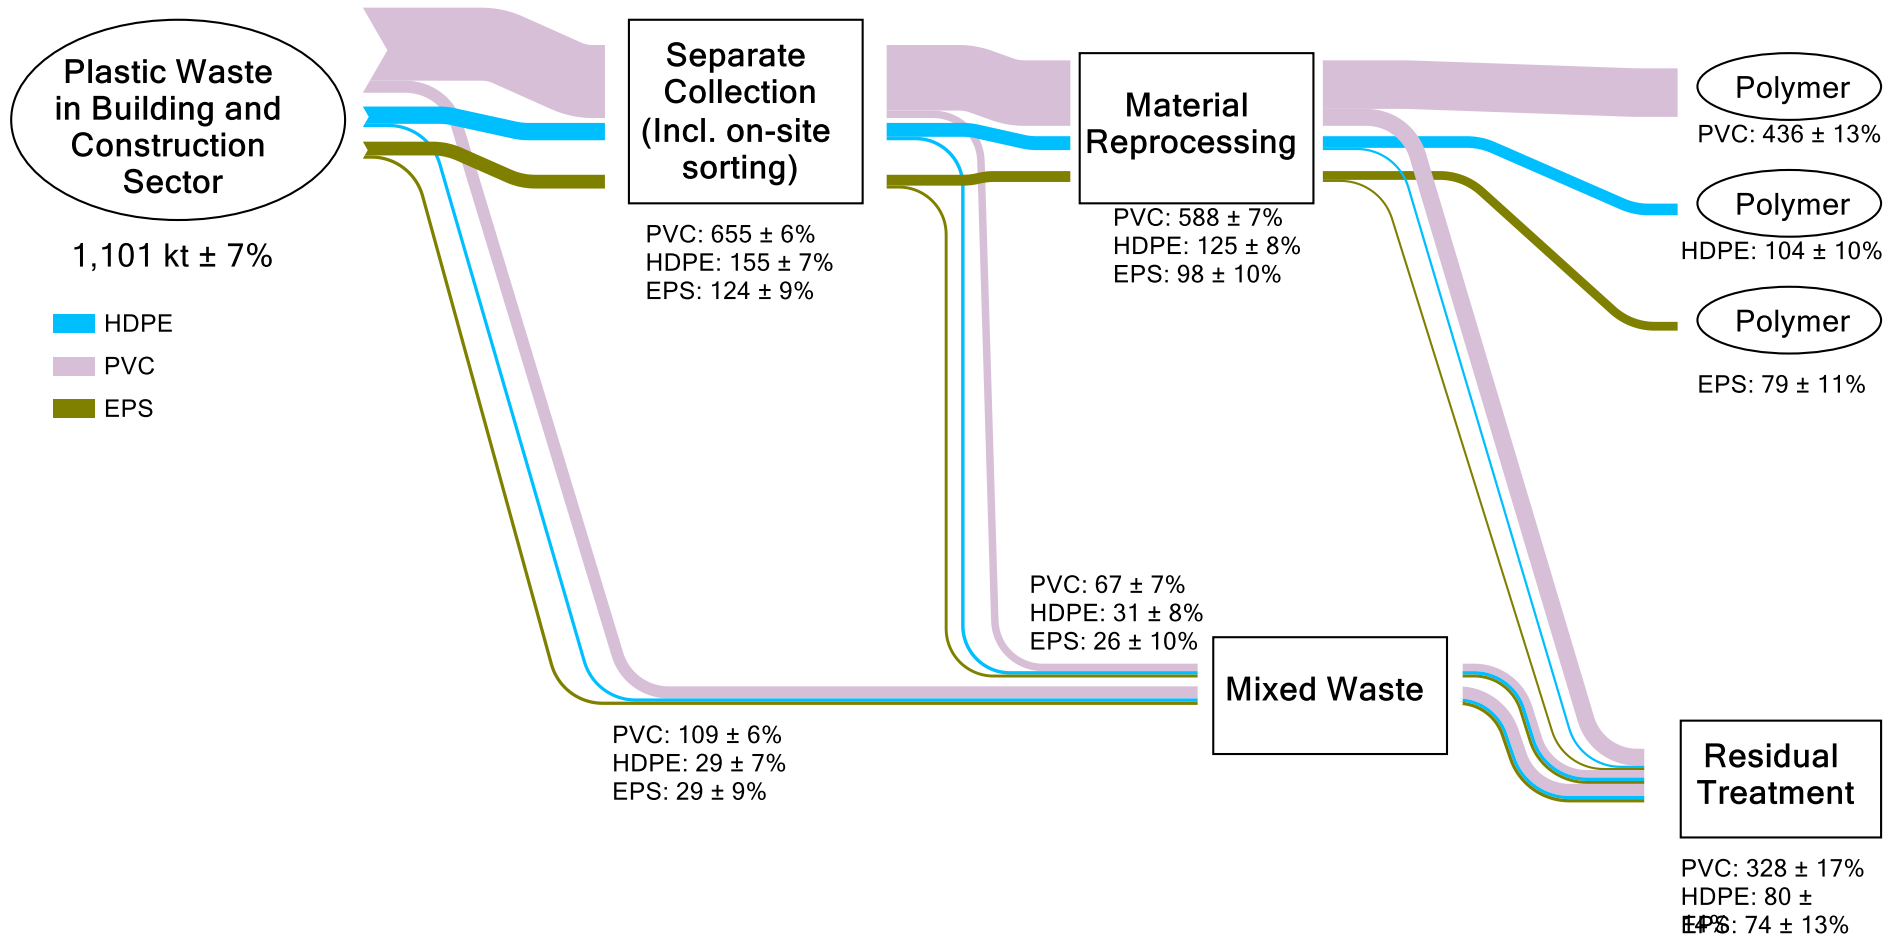 Plastic Waste
in Building and
Construction
Sector
1,101 kt ± 7%
HDPE
PVC
EPS
Separate
Collection
(Incl. on-site
sorting)
PVC: 655 ± 6%
HDPE: 155 ± 7%
EPS: 124 ± 9%
Material
Reprocessing
PVC: 588 ± 7%
HDPE: 125 ± 8%
EPS: 98 ± 10%
Polymer
PVC: 436 ± 13%
Polymer
HDPE: 104 ± 10%
Polymer
EPS: 79 ± 11%
PVC: 67 ± 7%
HDPE: 31 ± 8%
EPS: 26 ± 10%
Mixed Waste
PVC: 109 ± 6%
HDPE: 29 ± 7%
EPS: 29 ± 9%
Residual
Treatment
PVC: 328 ± 17%
HDPE: 80 ±
14%
EPS: 74 ± 13%